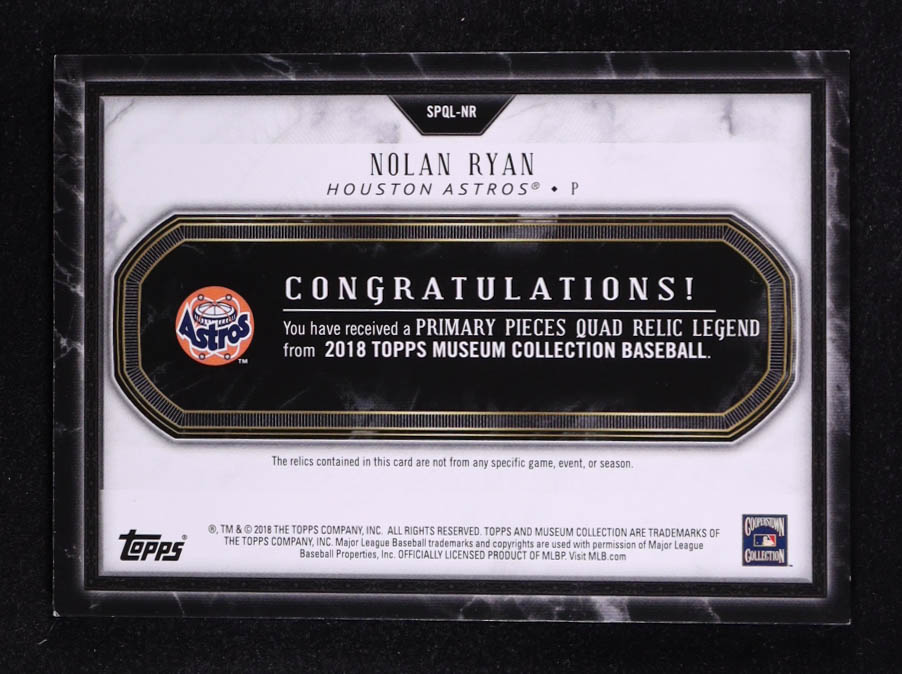 SPQL-NR
NOLAN RYAN
HOUSTON ASTROS® ◆ P
Astros
TM
CONGRATULATIONS!
You have received a PRIMARY PIECES QUAD RELIC LEGEND
from 2018 TOPPS MUSEUM COLLECTION BASEBALL.
The relics contained in this card are not from any specific game, event, or season.
topps®
®, TM & © 2018 THE TOPPS COMPANY, INC. ALL RIGHTS RESERVED. TOPPS AND MUSEUM COLLECTION ARE TRADEMARKS OF
THE TOPPS COMPANY, INC. Major League Baseball trademarks and copyrights are used with permission of Major League
Baseball Properties, Inc. OFFICIALLY LICENSED PRODUCT OF MLBP. Visit MLB.com
COOPERSTOWN
COLLECTION